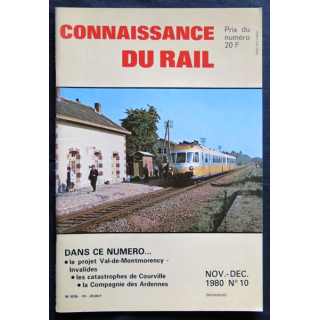 CONNAISSANCE
DU RAIL
Prix du
numéro
20 F
DANS CE NUMERO...
• le projet Val-de-Montmorency -
Invalides
• les catastrophes de Courville
• la Compagnie des Ardennes
NOV.-DEC.
1980 N° 10